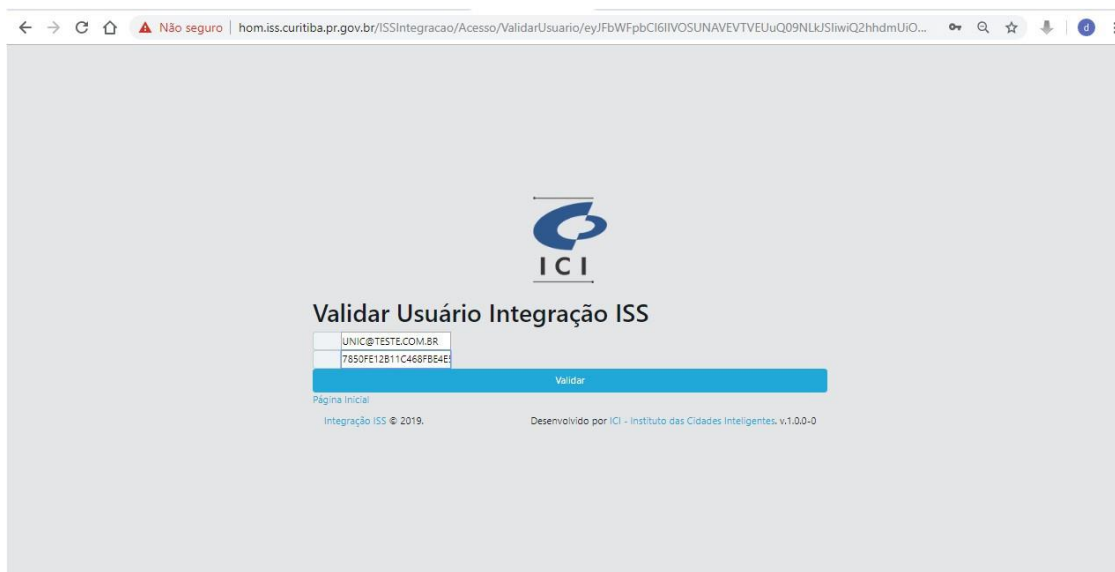 Não seguro hom.iss.curitiba.pr.gov.br/ISSIntegracao/Acesso/ValidarUsuario/eyJFbWFpbCI6IlVOSUNAVEVTVEUuQ09NLkJSIiwiQ2hhdmUiO... d
ICI
Validar Usuário Integração ISS
UNIC@TESTE.COM.BR
7850FE12B11C468FBE4E
Validar
Página Inicial
Integração ISS © 2019. Desenvolvido por ICI - Instituto das Cidades Inteligentes. v.1.0.0-0